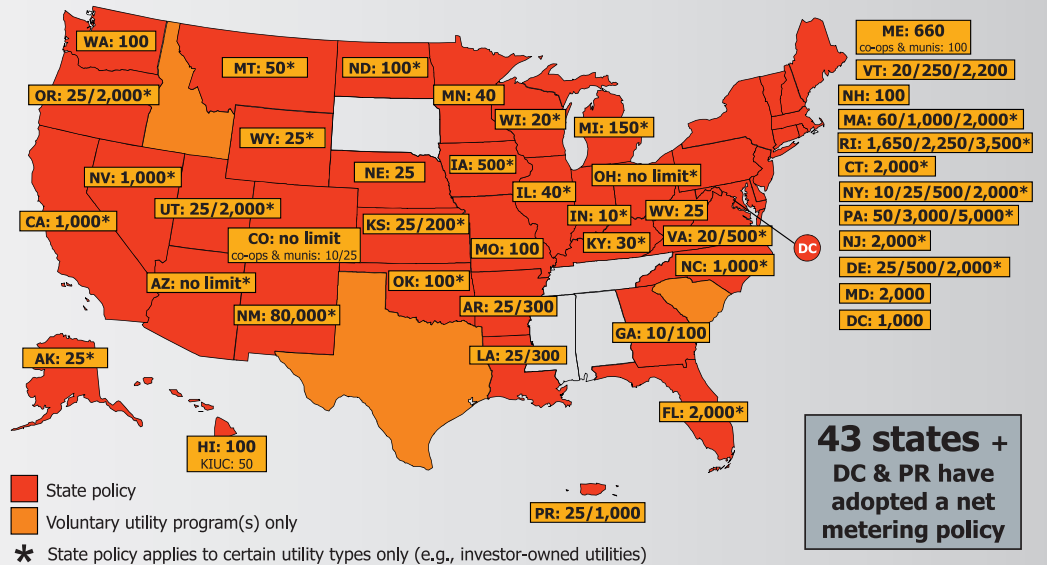 WA: 100
MT: 50*
ND: 100*
MN: 40
OR: 25/2,000*
WI: 20*
MI: 150*
WY: 25*
IA: 500*
NE: 25
OH: no limit*
NV: 1,000*
IL: 40*
UT: 25/2,000*
IN: 10*
WV: 25
CA: 1,000*
KS: 25/200*
CO: no limit
co-ops & munis: 10/25
KY: 30*
VA: 20/500*
MO: 100
DC
AZ: no limit*
OK: 100*
NC: 1,000*
NM: 80,000*
AR: 25/300
GA: 10/100
LA: 25/300
AK: 25*
FL: 2,000*
HI: 100
KIUC: 50
PR: 25/1,000
ME: 660
co-ops & munis: 100
VT: 20/250/2,200
NH: 100
MA: 60/1,000/2,000*
RI: 1,650/2,250/3,500*
CT: 2,000*
NY: 10/25/500/2,000*
PA: 50/3,000/5,000*
NJ: 2,000*
DE: 25/500/2,000*
MD: 2,000
DC: 1,000
43 states +
DC & PR have
adopted a net
metering policy
State policy
Voluntary utility program(s) only
* State policy applies to certain utility types only (e.g., investor-owned utilities)